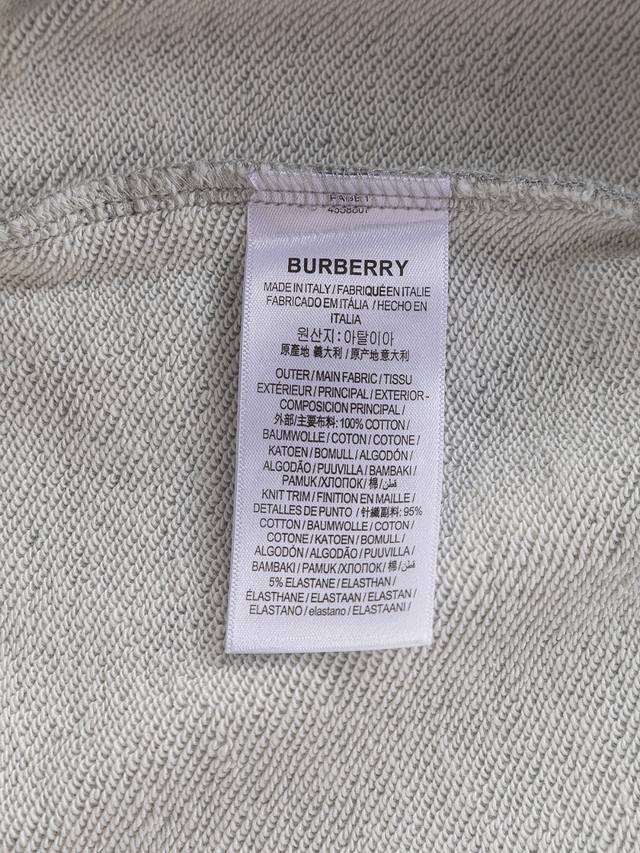 PAGE 1
4558807
BURBERRY
MADE IN ITALY / FABRIQUÉ EN ITALIE
FABRICADO EM ITÁLIA / HECHO EN
ITALIA
원산지 : 아탈이아
原產地 義大利 / 原产地 意大利
OUTER / MAIN FABRIC / TISSU
EXTÉRIEUR / PRINCIPAL / EXTERIOR -
COMPOSICION PRINCIPAL /
外部/主要布料: 100% COTTON /
BAUMWOLLE / COTON / COTONE /
KATOEN / BOMULL / ALGODÓN /
ALGODÃO / PUUVILLA / BAMBAKI /
PAMUK /ХЛОПОК/ 棉 /قطن/
KNIT TRIM / FINITION EN MAILLE /
DETALLES DE PUNTO / 針織副料: 95%
COTTON / BAUMWOLLE / COTON /
COTONE / KATOEN / BOMULL /
ALGODÓN / ALGODÃO / PUUVILLA /
BAMBAKI / PAMUK /ХЛОПОК/ 棉 /قطن/
5% ELASTANE / ELASTHAN /
ÉLASTHANE / ELASTAAN / ELASTAN /
ELASTANO / elastano / ELASTAANI /